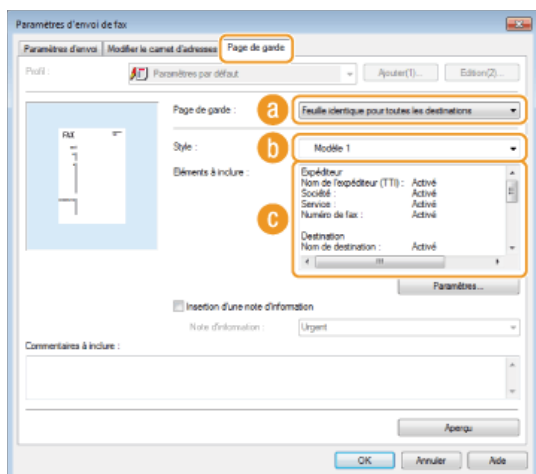 Paramètres d'envoi de fax
Paramètres d'envoi Modifier le carnet d'adresses Page de garde
Profil : Paramètres par défaut Ajouter(1)... Edition(2)...
Page de garde : a Feuille identique pour toutes les destinations
FAX
Style : b Modèle 1
Eléments à inclure : c
Expéditeur
Nom de l'expéditeur (TTI) : Activé
Société : Activé
Service : Activé
Numéro de fax : Activé
Destination
Nom de destination : Activé
Paramètres...
Insertion d'une note d'information
Note d'information : Urgent
Commentaires à inclure :
Aperçu
OK Annuler Aide